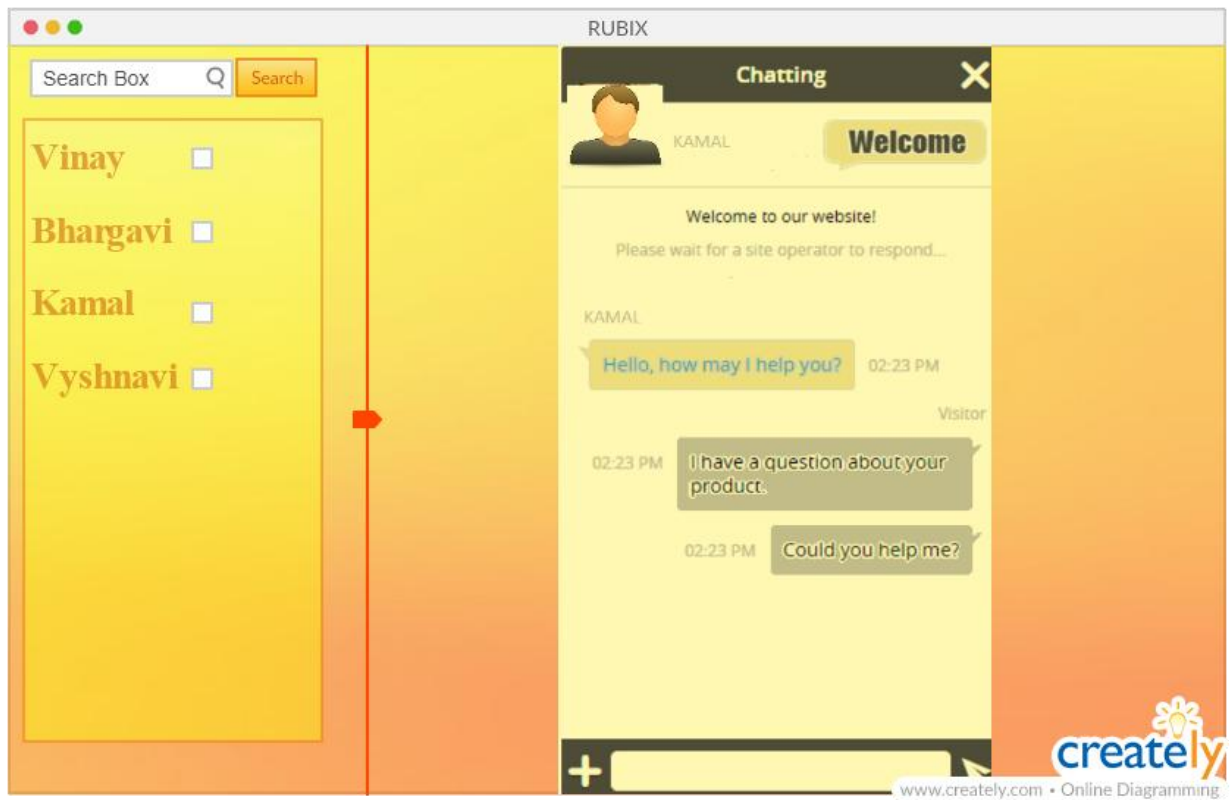 RUBIX
Search Box
Search
Vinay
Bhargavi
Kamal
Vyshnavi
Chatting
KAMAL
Welcome
Welcome to our website!
Please wait for a site operator to respond...
KAMAL
Hello, how may I help you?
02:23 PM
Visitor
02:23 PM
I have a question about your
product.
02:23 PM
Could you help me?
creately
www.creately.com • Online Diagramming